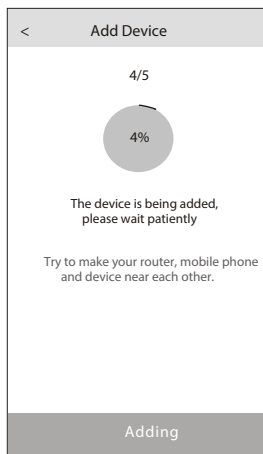 < Add Device
4/5
4%
The device is being added,
please wait patiently
Try to make your router, mobile phone
and device near each other.
Adding